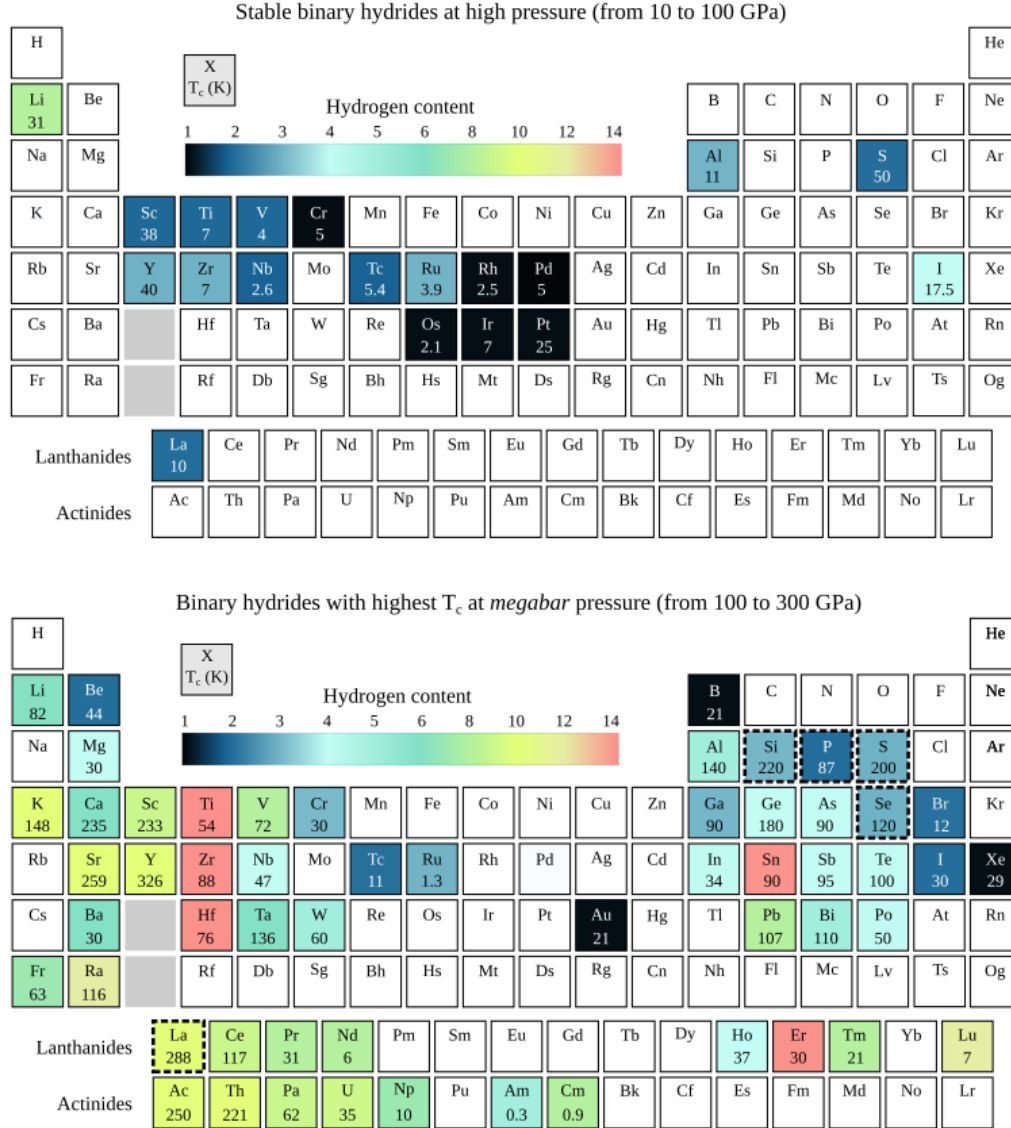 Stable binary hydrides at high pressure (from 10 to 100 GPa)
H He
X
T_c (K)
Hydrogen content
1 2 3 4 5 6 8 10 12 14
Li Be B C N O F Ne
31
Na Mg Al Si P S Cl Ar
11 50
K Ca Sc Ti V Cr Mn Fe Co Ni Cu Zn Ga Ge As Se Br Kr
38 7 4 5
Rb Sr Y Zr Nb Mo Tc Ru Rh Pd Ag Cd In Sn Sb Te I Xe
40 7 2.6 5.4 3.9 2.5 5 17.5
Cs Ba Hf Ta W Re Os Ir Pt Au Hg Tl Pb Bi Po At Rn
2.1 7 25
Fr Ra Rf Db Sg Bh Hs Mt Ds Rg Cn Nh Fl Mc Lv Ts Og
Lanthanides La Ce Pr Nd Pm Sm Eu Gd Tb Dy Ho Er Tm Yb Lu
10
Actinides Ac Th Pa U Np Pu Am Cm Bk Cf Es Fm Md No Lr
Binary hydrides with highest T_c at megabar pressure (from 100 to 300 GPa)
H He
X
T_c (K)
Hydrogen content
1 2 3 4 5 6 8 10 12 14
Li Be B C N O F Ne
82 44 21
Na Mg Al Si P S Cl Ar
30 140 220 87 200
K Ca Sc Ti V Cr Mn Fe Co Ni Cu Zn Ga Ge As Se Br Kr
148 235 233 54 72 30 90 180 90 120 12
Rb Sr Y Zr Nb Mo Tc Ru Rh Pd Ag Cd In Sn Sb Te I Xe
259 326 88 47 11 1.3 34 90 95 100 30 29
Cs Ba Hf Ta W Re Os Ir Pt Au Hg Tl Pb Bi Po At Rn
30 76 136 60 21 107 110 50
Fr Ra Rf Db Sg Bh Hs Mt Ds Rg Cn Nh Fl Mc Lv Ts Og
63 116
Lanthanides La Ce Pr Nd Pm Sm Eu Gd Tb Dy Ho Er Tm Yb Lu
288 117 31 6 37 30 21 7
Actinides Ac Th Pa U Np Pu Am Cm Bk Cf Es Fm Md No Lr
250 221 62 35 10 0.3 0.9